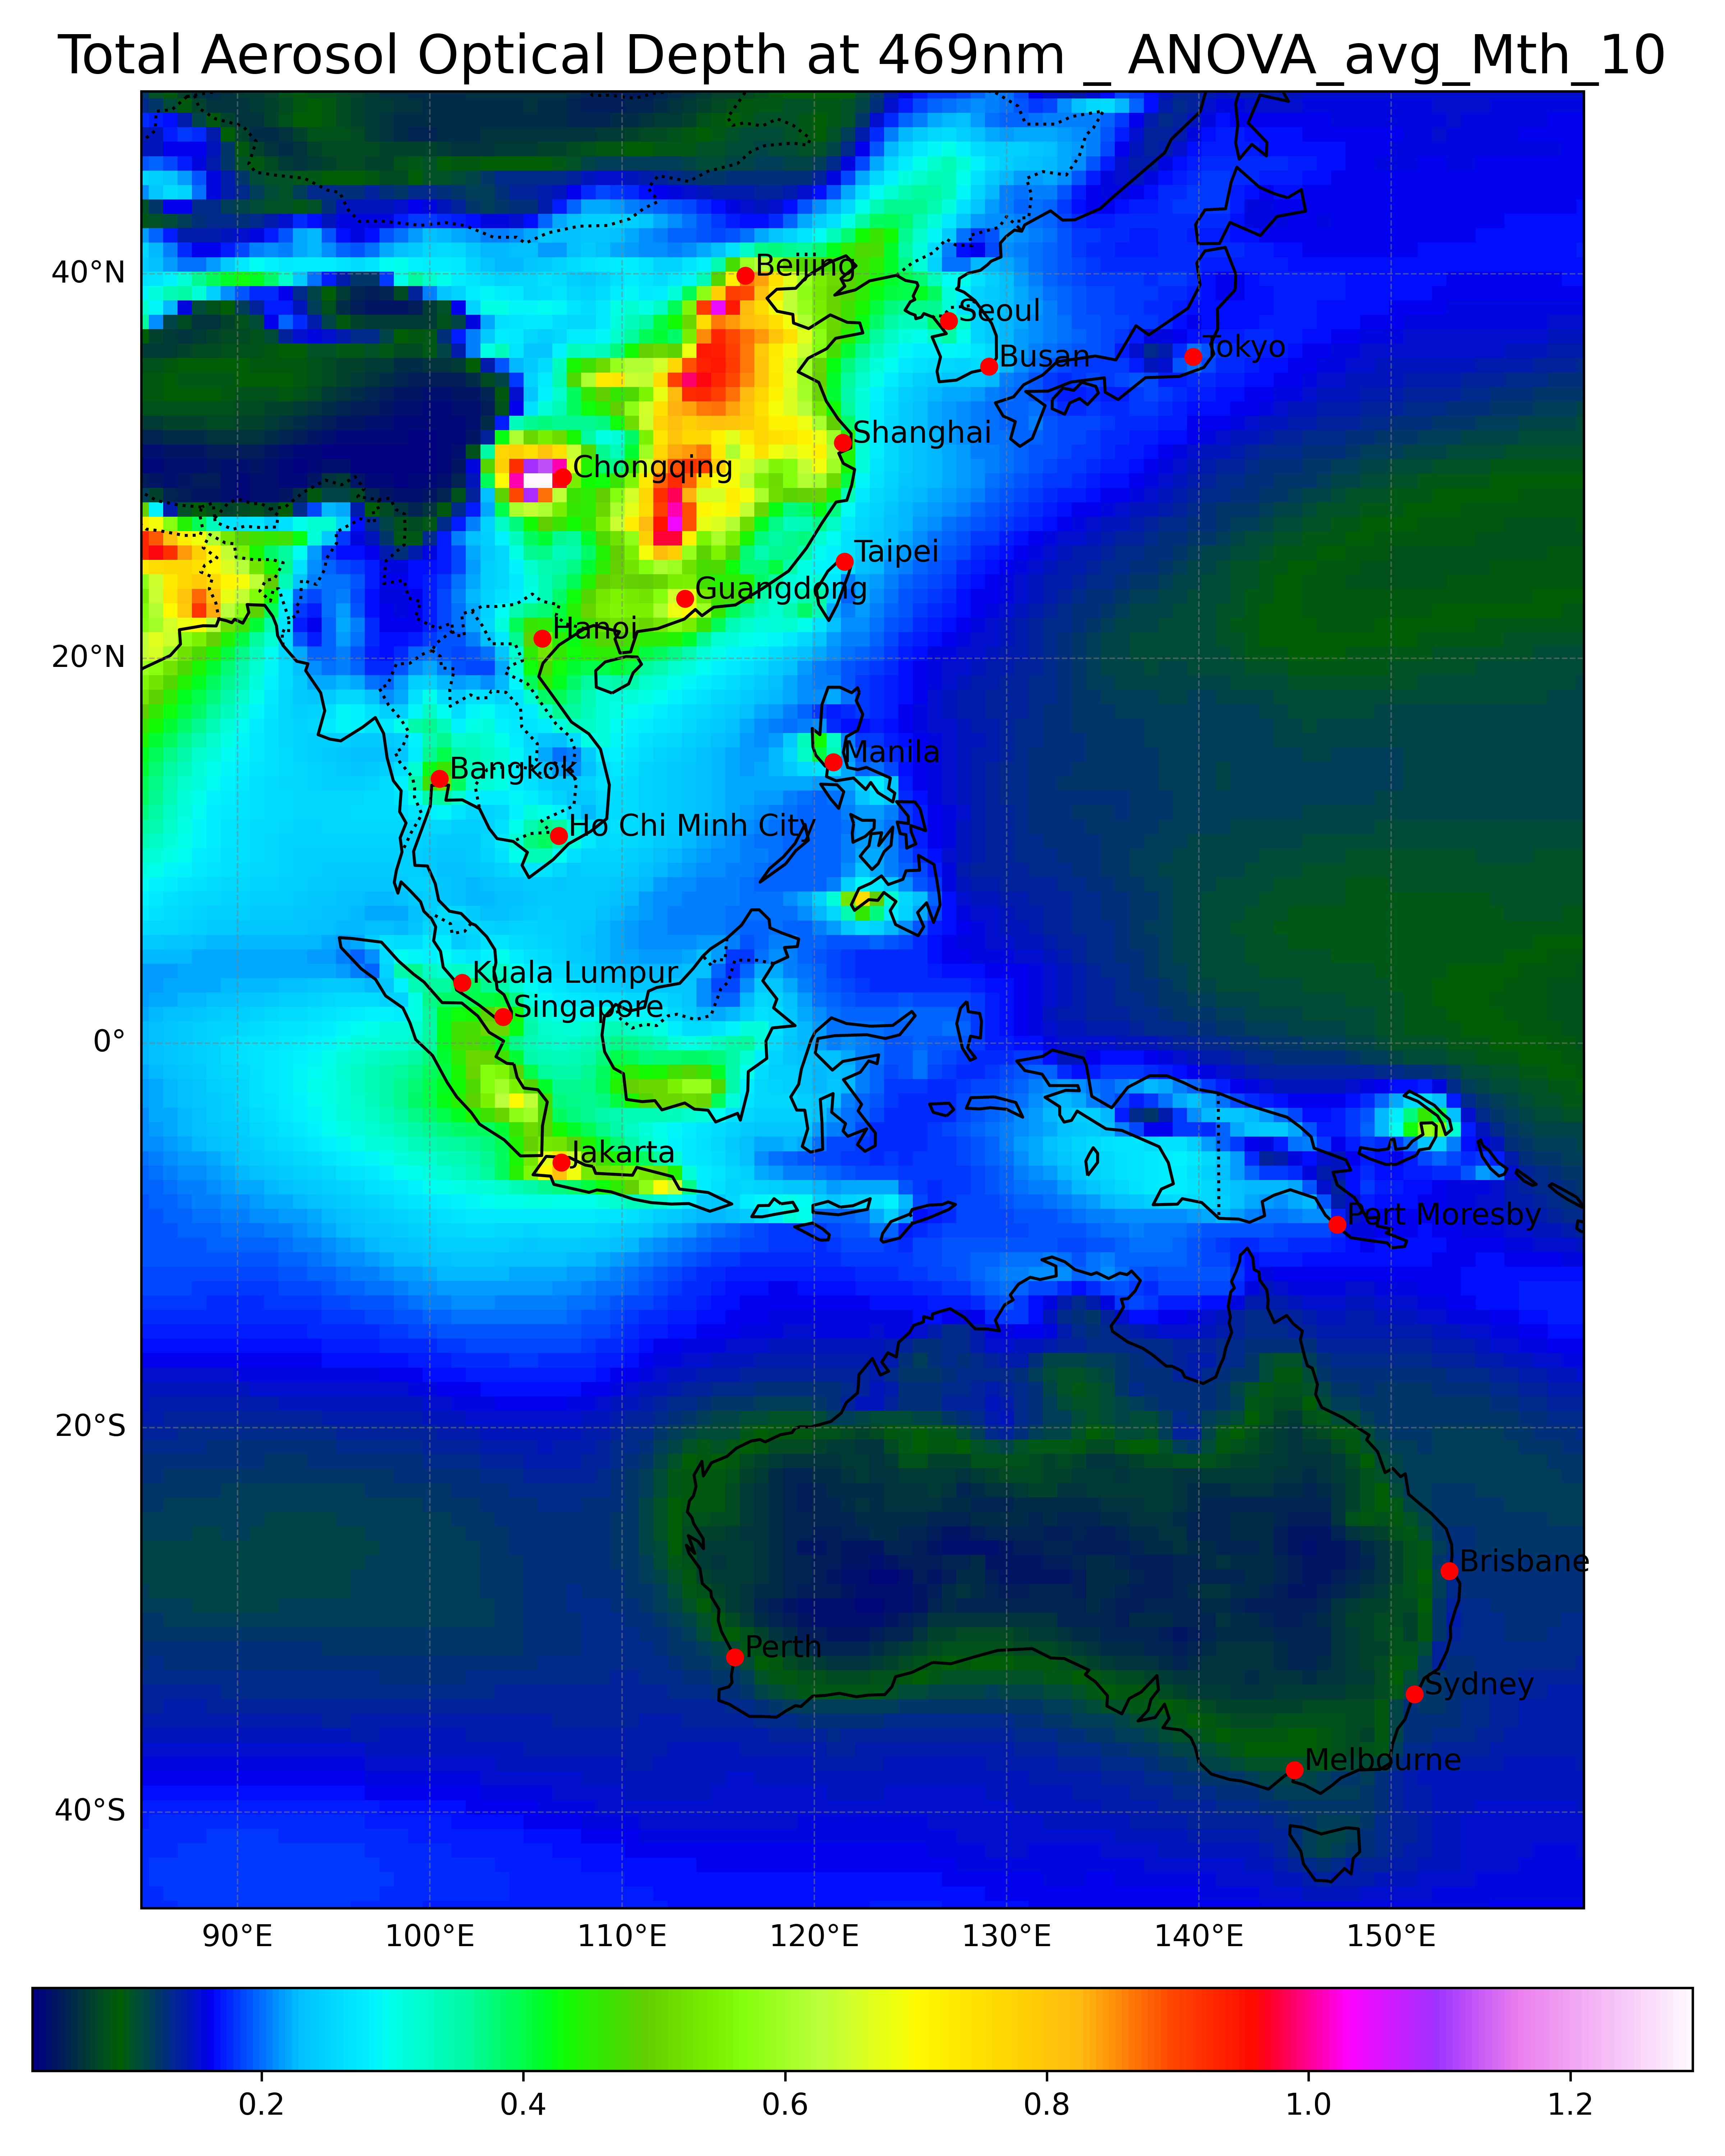 Total Aerosol Optical Depth at 469nm _ ANOVA_avg_Mth_10
Beijing
40°N
Seoul
Tokyo
Busan
Shanghai
Chongqing
Taipei
Guangdong
Hanoi
20°N
Manila
Bangkok
Ho Chi Minh City
Kuala Lumpur
Singapore
0°
Jakarta
Port Moresby
20°S
Brisbane
Perth
Sydney
Melbourne
40°S
90°E 100°E 110°E 120°E 130°E 140°E 150°E
0.2 0.4 0.6 0.8 1.0 1.2